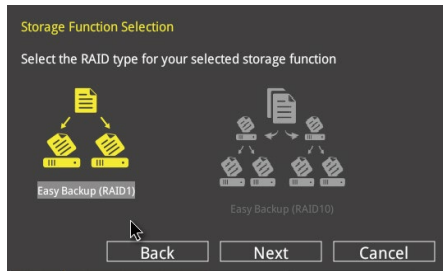 Storage Function Selection
Select the RAID type for your selected storage function
Easy Backup (RAID1)
Easy Backup (RAID10)
Back
Next
Cancel